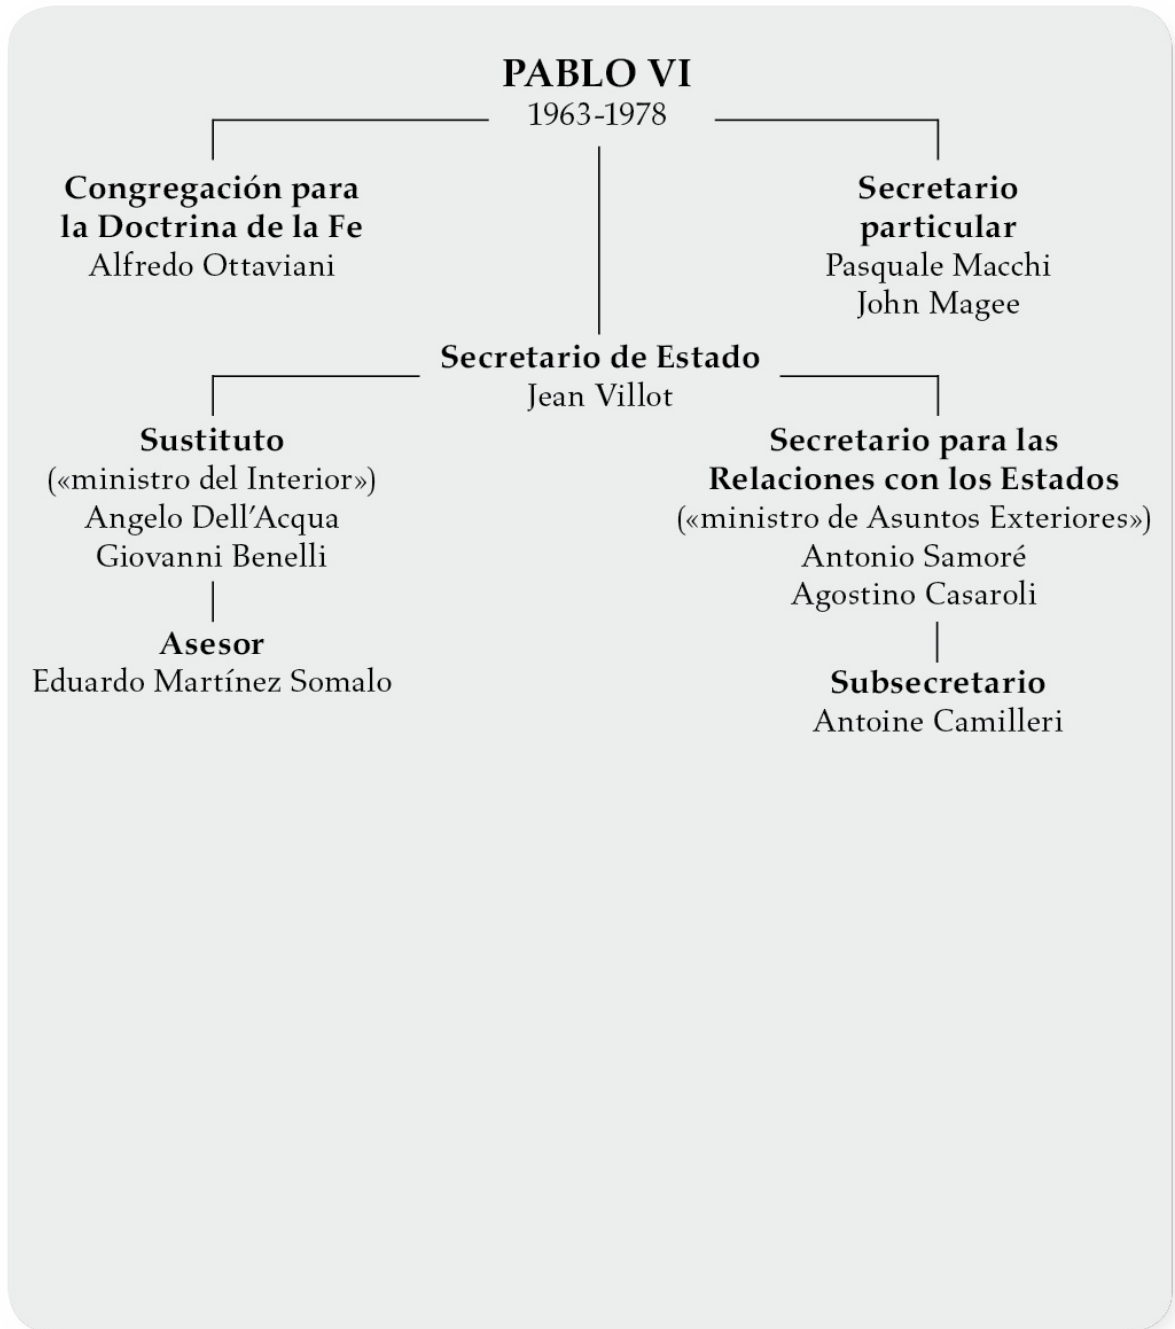 PABLO VI
1963-1978
Congregación para
la Doctrina de la Fe
Alfredo Ottaviani
Secretario
particular
Pasquale Macchi
John Magee
Secretario de Estado
Jean Villot
Sustituto
(«ministro del Interior»)
Angelo Dell'Acqua
Giovanni Benelli
Asesor
Eduardo Martínez Somalo
Secretario para las
Relaciones con los Estados
(«ministro de Asuntos Exteriores»)
Antonio Samoré
Agostino Casaroli
Subsecretario
Antoine Camilleri